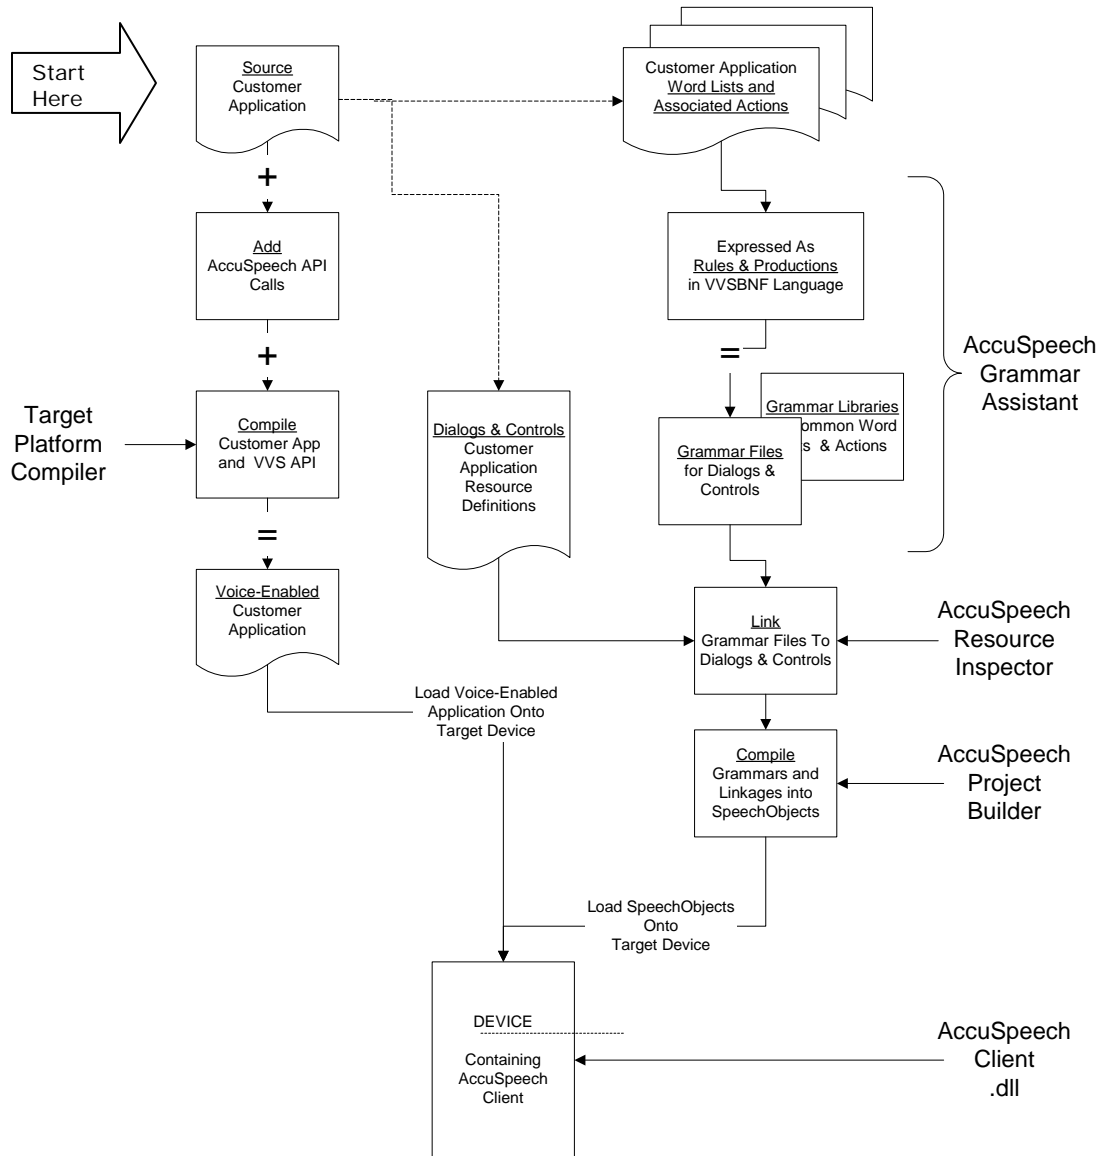 Start
Here
Source
Customer
Application
Customer Application
Word Lists and
Associated Actions
+
Add
AccuSpeech API
Calls
Expressed As
Rules & Productions
in VVSBNF Language
+
=
AccuSpeech
Grammar
Assistant
Target
Platform
Compiler
Compile
Customer App
and VVS API
Dialogs & Controls
Customer
Application
Resource
Definitions
Grammar Libraries
Common Word
& Actions
Grammar Files
for Dialogs &
Controls
=
Voice-Enabled
Customer
Application
Link
Grammar Files To
Dialogs & Controls
AccuSpeech
Resource
Inspector
Load Voice-Enabled
Application Onto
Target Device
Compile
Grammars and
Linkages into
SpeechObjects
AccuSpeech
Project
Builder
Load SpeechObjects
Onto
Target Device
DEVICE
Containing
AccuSpeech
Client
AccuSpeech
Client
.dll